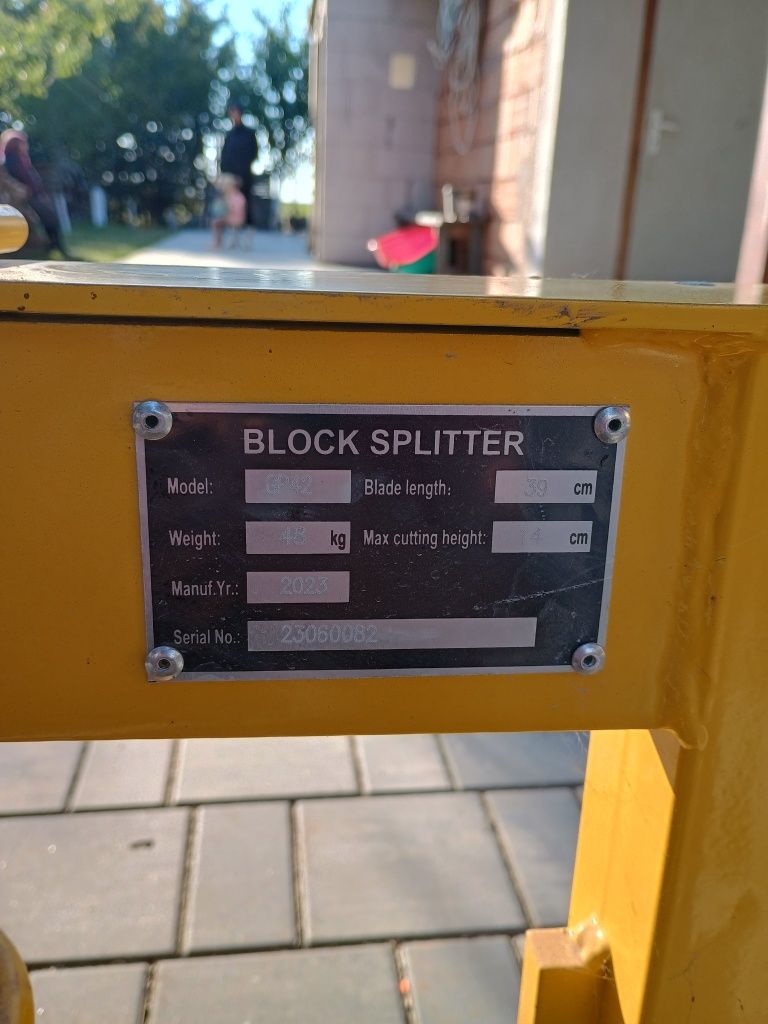 BLOCK SPLITTER
Model: GP42 Blade length: 39 cm
Weight: 48 kg Max cutting height: cm
Manuf.Yr.: 2023
Serial No.: 23060082